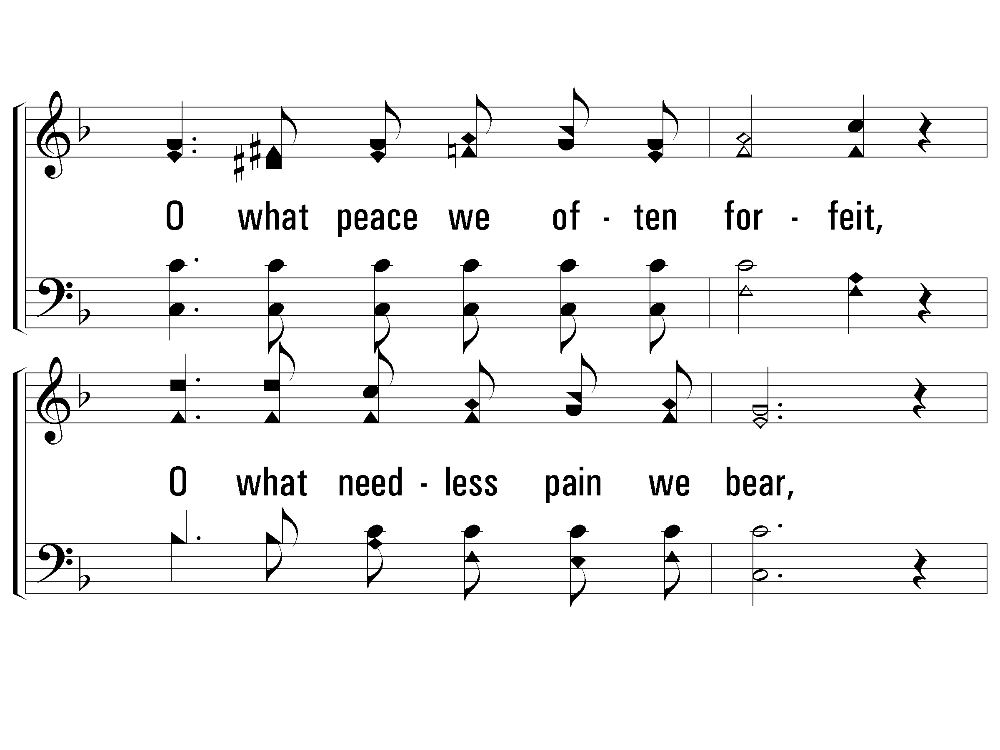 O what peace we of - ten for - feit,
O what need - less pain we bear,